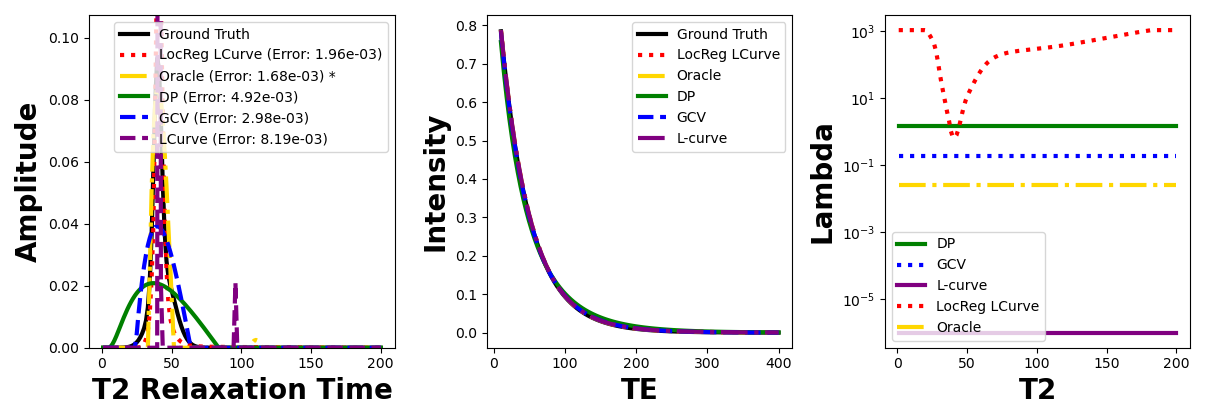 Amplitude
0.10
0.08
0.06
0.04
0.02
0.00
Ground Truth
LocReg LCurve (Error: 1.96e-03)
Oracle (Error: 1.68e-03) *
DP (Error: 4.92e-03)
GCV (Error: 2.98e-03)
LCurve (Error: 8.19e-03)
0 50 100 150 200
T2 Relaxation Time
Intensity
0.8
0.7
0.6
0.5
0.4
0.3
0.2
0.1
0.0
Ground Truth
LocReg LCurve
Oracle
DP
GCV
L-curve
0 100 200 300 400
TE
Lambda
10³
10¹
10⁻¹
10⁻³
10⁻⁵
DP
GCV
L-curve
LocReg LCurve
Oracle
0 50 100 150 200
T2